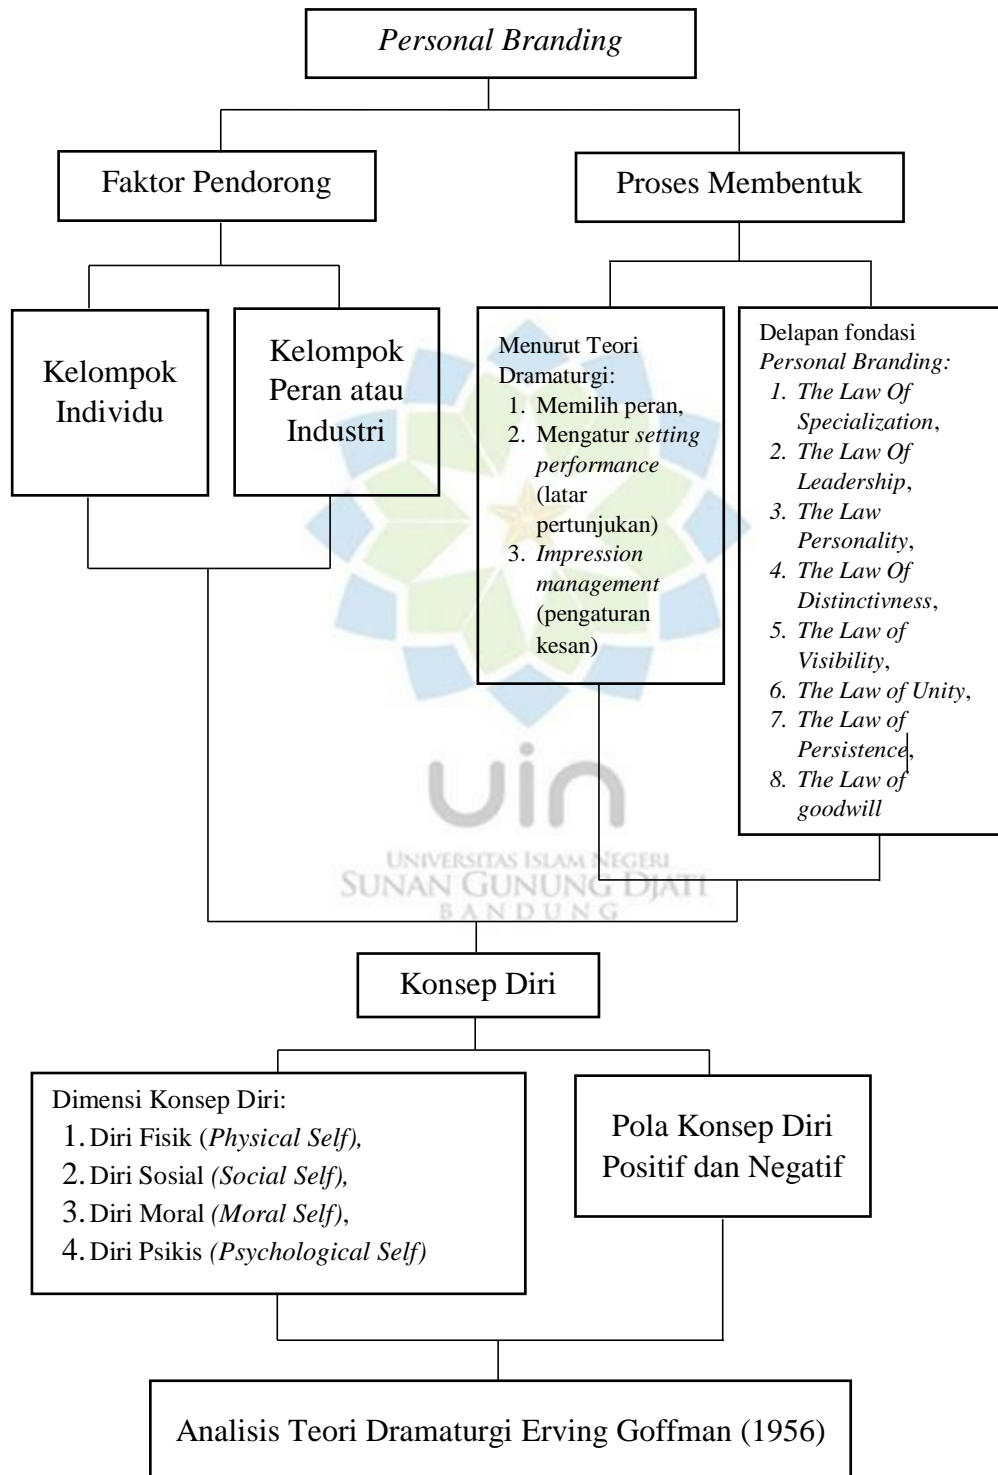 Personal Branding
Faktor Pendorong
Proses Membentuk
Kelompok
Individu
Kelompok
Peran atau
Industri
Menurut Teori
Dramaturgi:
1. Memilih peran,
2. Mengatur setting
performance
(latar
pertunjukan)
3. Impression
management
(pengaturan
kesan)
Delapan fondasi
Personal Branding:
1. The Law Of
Specialization,
2. The Law Of
Leadership,
3. The Law
Personality,
4. The Law Of
Distinctivness,
5. The Law of
Visibility,
6. The Law of Unity,
7. The Law of
Persistence,
8. The Law of
goodwill
uin
UNIVERSITAS ISLAM NEGERI
SUNAN GUNUNG DJATI
BANDUNG
Konsep Diri
Dimensi Konsep Diri:
1. Diri Fisik (Physical Self),
2. Diri Sosial (Social Self),
3. Diri Moral (Moral Self),
4. Diri Psikis (Psychological Self)
Pola Konsep Diri
Positif dan Negatif
Analisis Teori Dramaturgi Erving Goffman (1956)